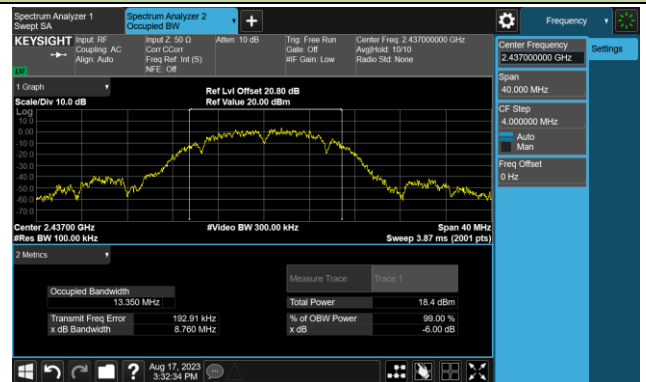 Spectrum Analyzer 1
Swept SA
Spectrum Analyzer 2
Occupied BW
Frequency
KEYSIGHT
Input: RF
Coupling: AC
Align: Auto
Input Z: 50 Ω
Corr CCorr
Freq Ref: Int (S)
NFE: Off
Atten: 10 dB
Trig: Free Run
Gate: Off
#IF Gain: Low
Center Freq: 2.437000000 GHz
Avg|Hold: 10/10
Radio Std: None
Center Frequency
2.437000000 GHz
Settings
Span
40.000 MHz
CF Step
4.000000 MHz
Auto
Man
Freq Offset
0 Hz
1 Graph
Scale/Div 10.0 dB
Ref Lvl Offset 20.80 dB
Ref Value 20.00 dBm
Log
10.0
0.00
-10.0
-20.0
-30.0
-40.0
-50.0
-60.0
-70.0
Center 2.43700 GHz
#Res BW 100.00 kHz
#Video BW 300.00 kHz
Span 40 MHz
Sweep 3.87 ms (2001 pts)
2 Metrics
Measure Trace
Trace 1
Occupied Bandwidth
13.350 MHz
Total Power
18.4 dBm
Transmit Freq Error
192.91 kHz
% of OBW Power
99.00 %
x dB Bandwidth
8.760 MHz
x dB
-6.00 dB
Aug 17, 2023
3:32:34 PM